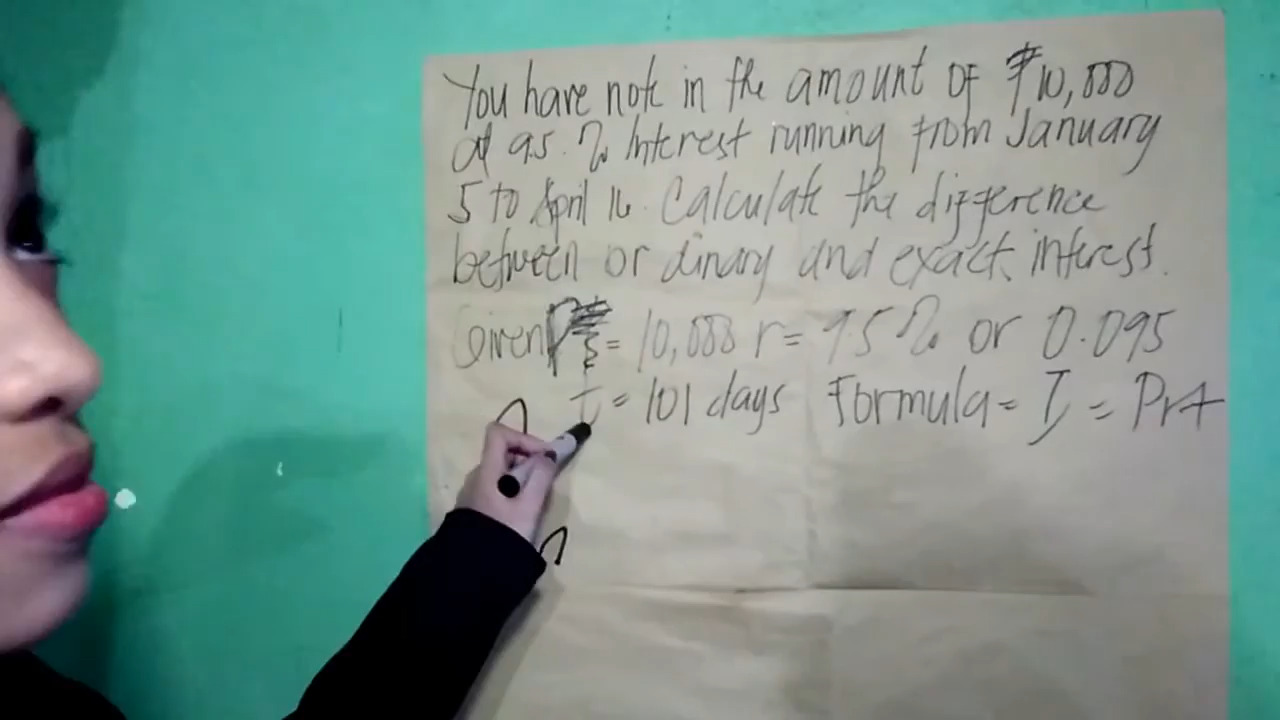 You have note in the amount of ₱10,000
at 9.5 % Interest running from January
5 to April 16. Calculate the difference
between or dinary and exact interest.
Given P = 10,000 r = 9.5 % or 0.095
t = 101 days Formula = I = Prt